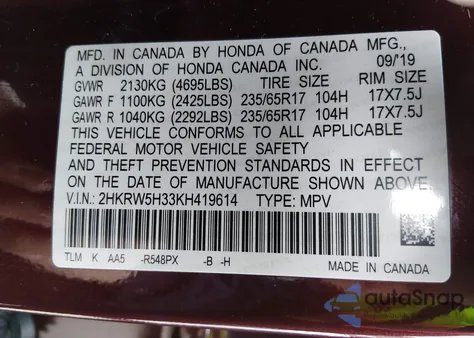 MFD. IN CANADA BY HONDA OF CANADA MFG.,
A DIVISION OF HONDA CANADA INC. 09/'19
GVWR 2130KG (4695LBS) TIRE SIZE RIM SIZE
GAWR F 1100KG (2425LBS) 235/65R17 104H 17X7.5J
GAWR R 1040KG (2292LBS) 235/65R17 104H 17X7.5J
THIS VEHICLE CONFORMS TO ALL APPLICABLE
FEDERAL MOTOR VEHICLE SAFETY
AND THEFT PREVENTION STANDARDS IN EFFECT
ON THE DATE OF MANUFACTURE SHOWN ABOVE.
V.I.N.: 2HKRW5H33KH419614 TYPE: MPV
TLM K AA5 -R548PX -B -H MADE IN CANADA
autoSnap